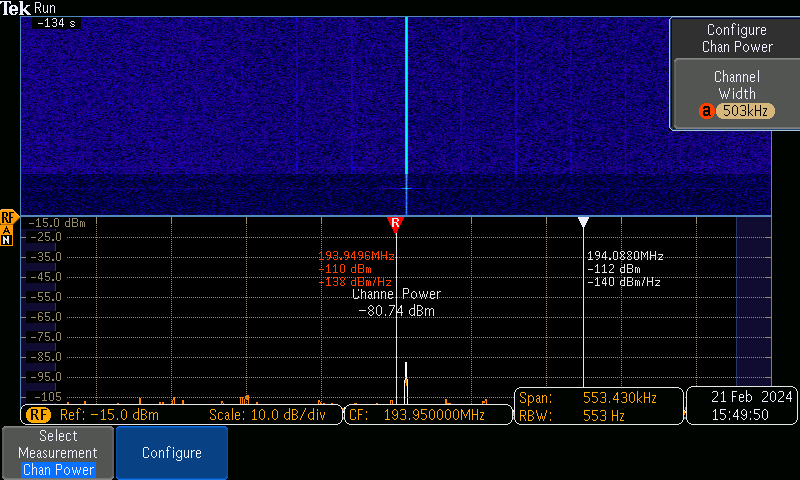 Tek Run
-134 s
Configure
Chan Power
Channel
Width
a 503kHz
RF
A
N
-15.0 dBm
-25.0
-35.0
-45.0
-55.0
-65.0
-75.0
-85.0
-95.0
-105
R
193.9496MHz
-110 dBm
-138 dBm/Hz
194.0880MHz
-112 dBm
-140 dBm/Hz
Channel Power
-80.74 dBm
RF Ref: -15.0 dBm Scale: 10.0 dB/div
CF: 193.950000MHz
Span: 553.430kHz
RBW: 553 Hz
21 Feb 2024
15:49:50
Select
Measurement
Chan Power
Configure